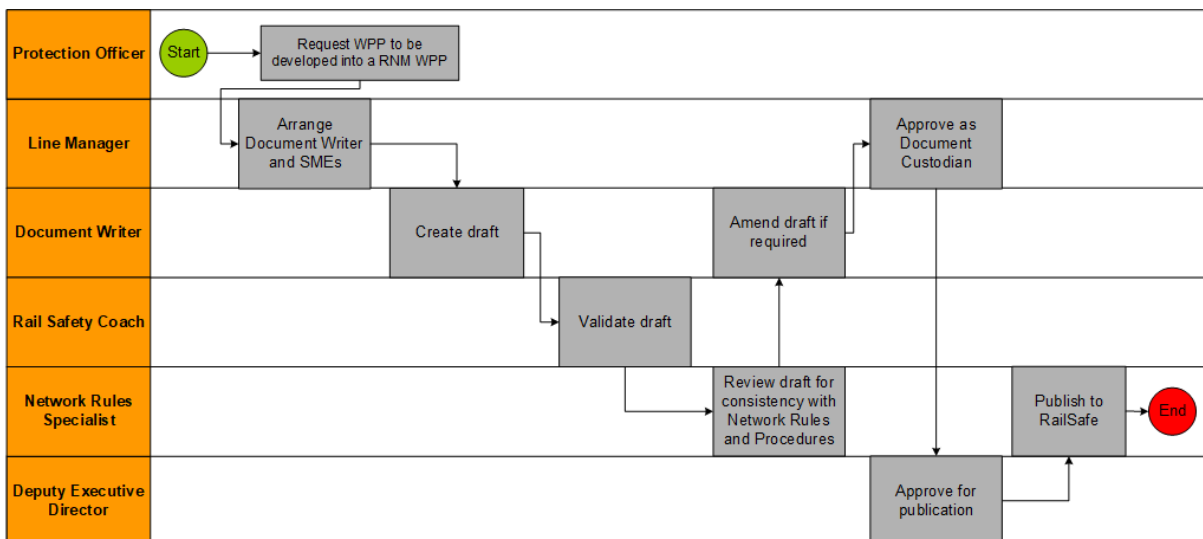 Protection Officer
Start
Request WPP to be
developed into a RNM WPP
Line Manager
Arrange
Document Writer
and SMEs
Approve as
Document
Custodian
Document Writer
Create draft
Amend draft if
required
Rail Safety Coach
Validate draft
Network Rules
Specialist
Review draft for
consistency with
Network Rules
and Procedures
Publish to
RailSafe
End
Deputy Executive
Director
Approve for
publication